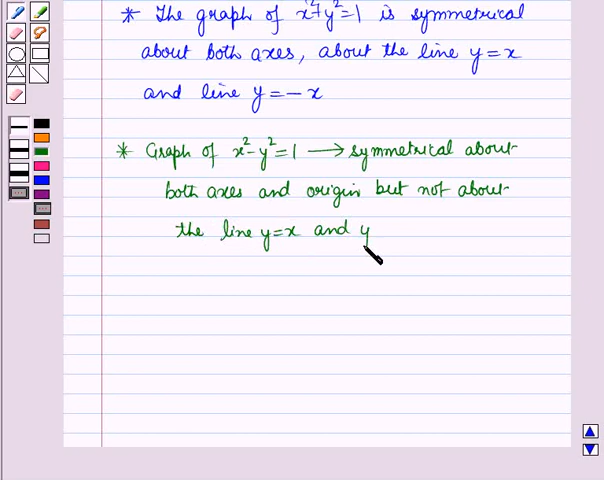 * The graph of x²+y²=1 is symmetrical
about both axes, about the line y=x
and line y=-x
* Graph of x²-y²=1 → symmetrical about
both axes and origin but not about
the line y=x and y